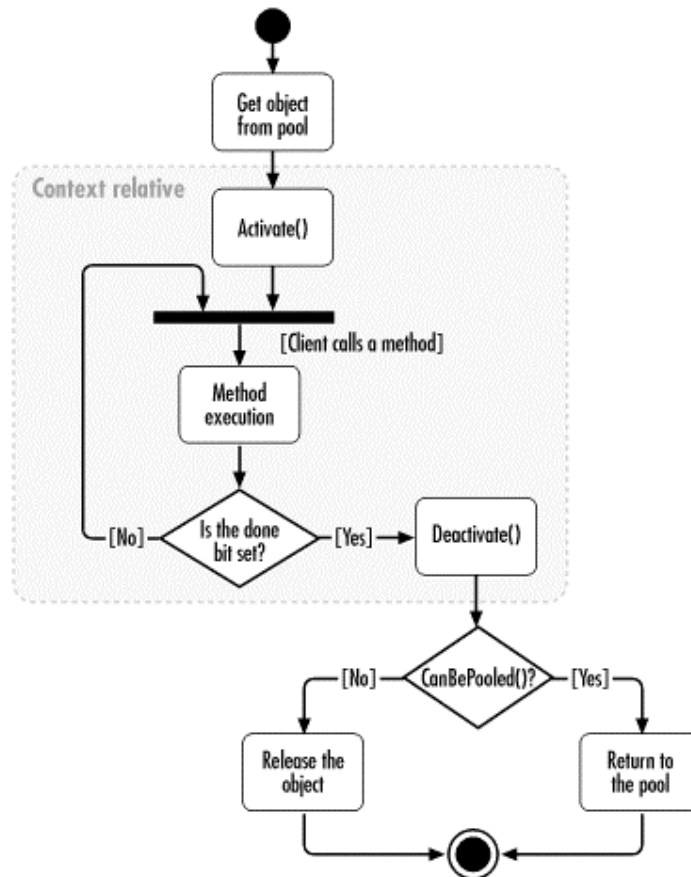 Get object
from pool
Context relative
Activate()
[Client calls a method]
Method
execution
Is the done
bit set?
[No]
[Yes]
Deactivate()
CanBePooled()?
[No]
[Yes]
Release the
object
Return to
the pool